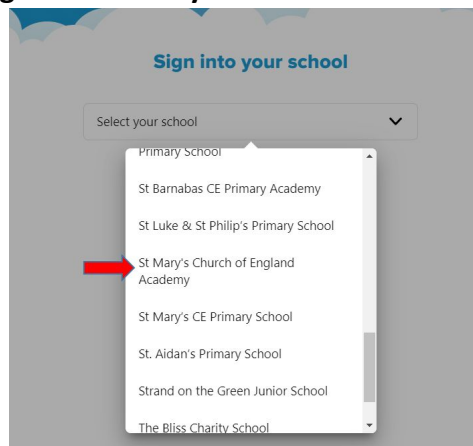 Sign into your school
Select your school
Primary School
St Barnabas CE Primary Academy
St Luke & St Philip's Primary School
St Mary's Church of England
Academy
St Mary's CE Primary School
St. Aidan's Primary School
Strand on the Green Junior School
The Bliss Charity School